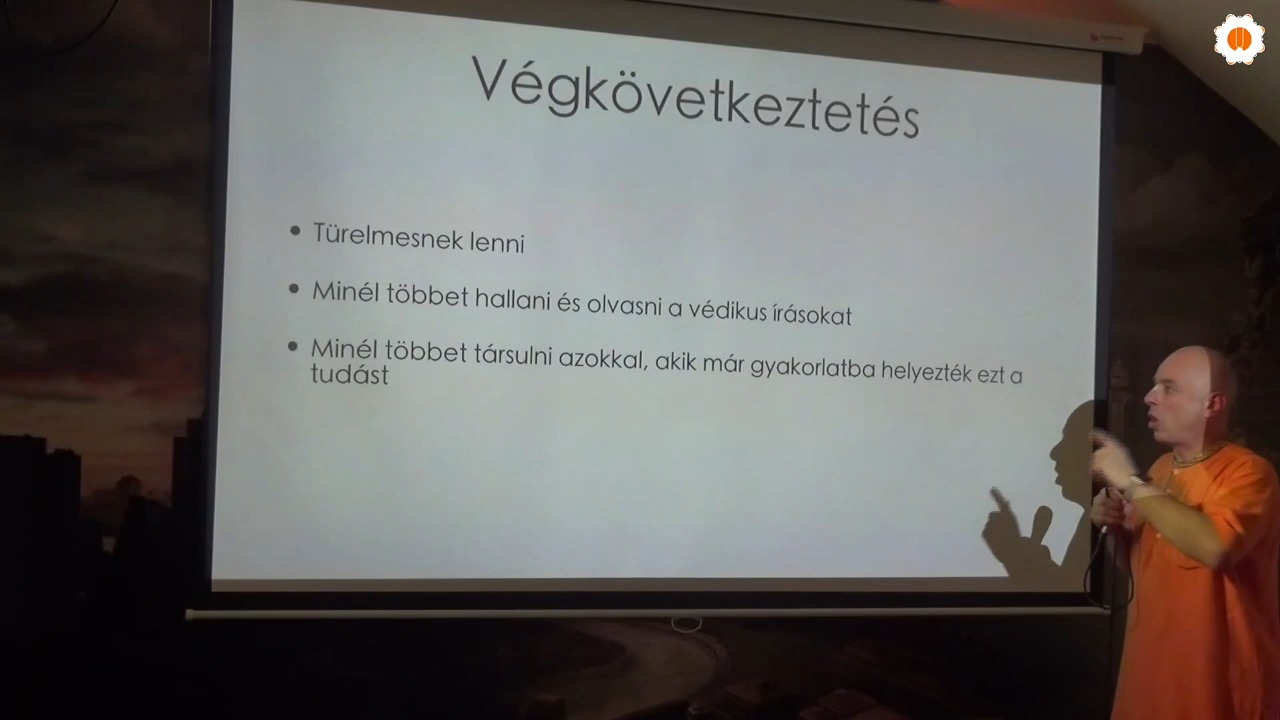 Végkövetkeztetés
• Türelmesnek lenni
• Minél többet hallani és olvasni a védikus írásokat
• Minél többet társulni azokkal, akik már gyakorlatba helyezték ezt a
tudást